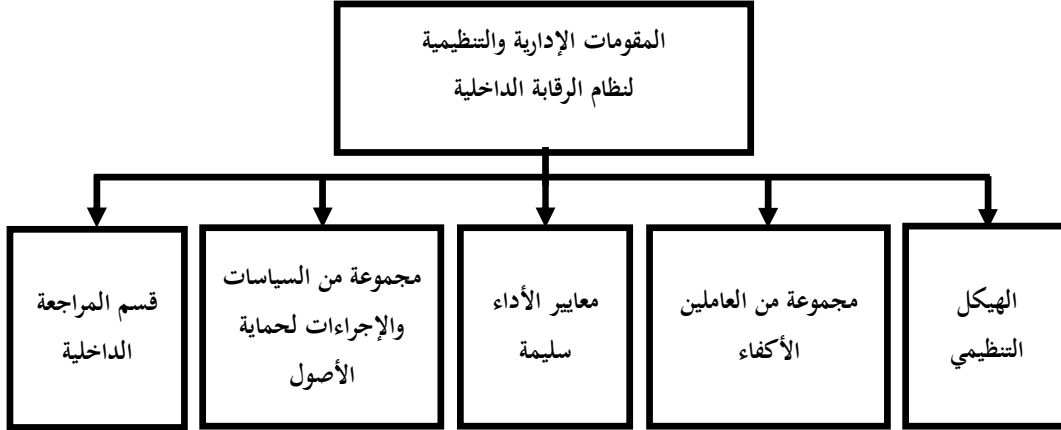 المقومات الإدارية والتنظيمية
لنظام الرقابة الداخلية
الهيكل
التنظيمي
مجموعة من العاملين
الأكفاء
معايير الأداء
سليمة
مجموعة من السياسات
والإجراءات لحماية
الأصول
قسم المراجعة
الداخلية